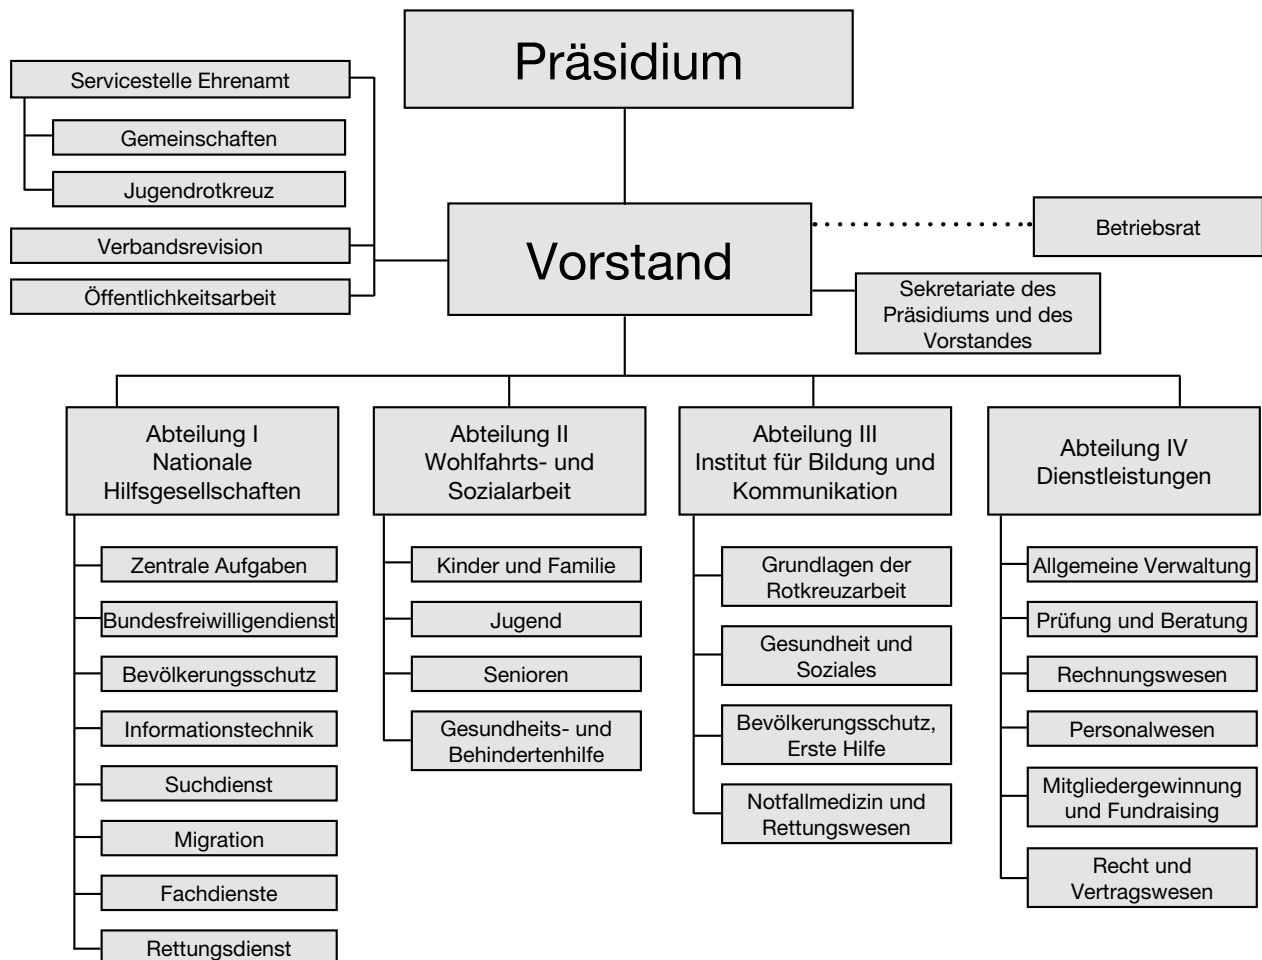 Präsidium
Servicestelle Ehrenamt
Gemeinschaften
Jugendrotkreuz
Verbandsrevision
Öffentlichkeitsarbeit
Vorstand
Betriebsrat
Sekretariate des
Präsidiums und des
Vorstandes
Abteilung I
Nationale
Hilfsgesellschaften
Zentrale Aufgaben
Bundesfreiwilligendienst
Bevölkerungsschutz
Informationstechnik
Suchdienst
Migration
Fachdienste
Rettungsdienst
Abteilung II
Wohlfahrts- und
Sozialarbeit
Kinder und Familie
Jugend
Senioren
Gesundheits- und
Behindertenhilfe
Abteilung III
Institut für Bildung und
Kommunikation
Grundlagen der
Rotkreuzarbeit
Gesundheit und
Soziales
Bevölkerungsschutz,
Erste Hilfe
Notfallmedizin und
Rettungswesen
Abteilung IV
Dienstleistungen
Allgemeine Verwaltung
Prüfung und Beratung
Rechnungswesen
Personalwesen
Mitgliedergewinnung
und Fundraising
Recht und
Vertragswesen